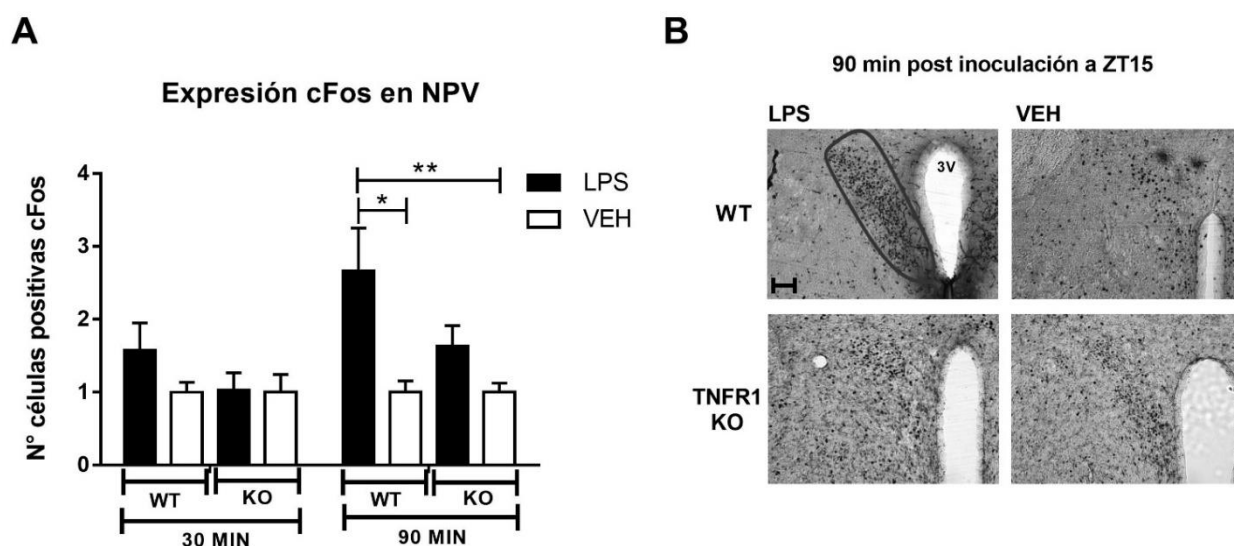 A
Expresión cFos en NPV
N° células positivas cFos
4
3
2
1
0
**
*
LPS
VEH
WT
KO
WT
KO
30 MIN
90 MIN
B
90 min post inoculación a ZT15
LPS
VEH
WT
3V
TNFR1
KO